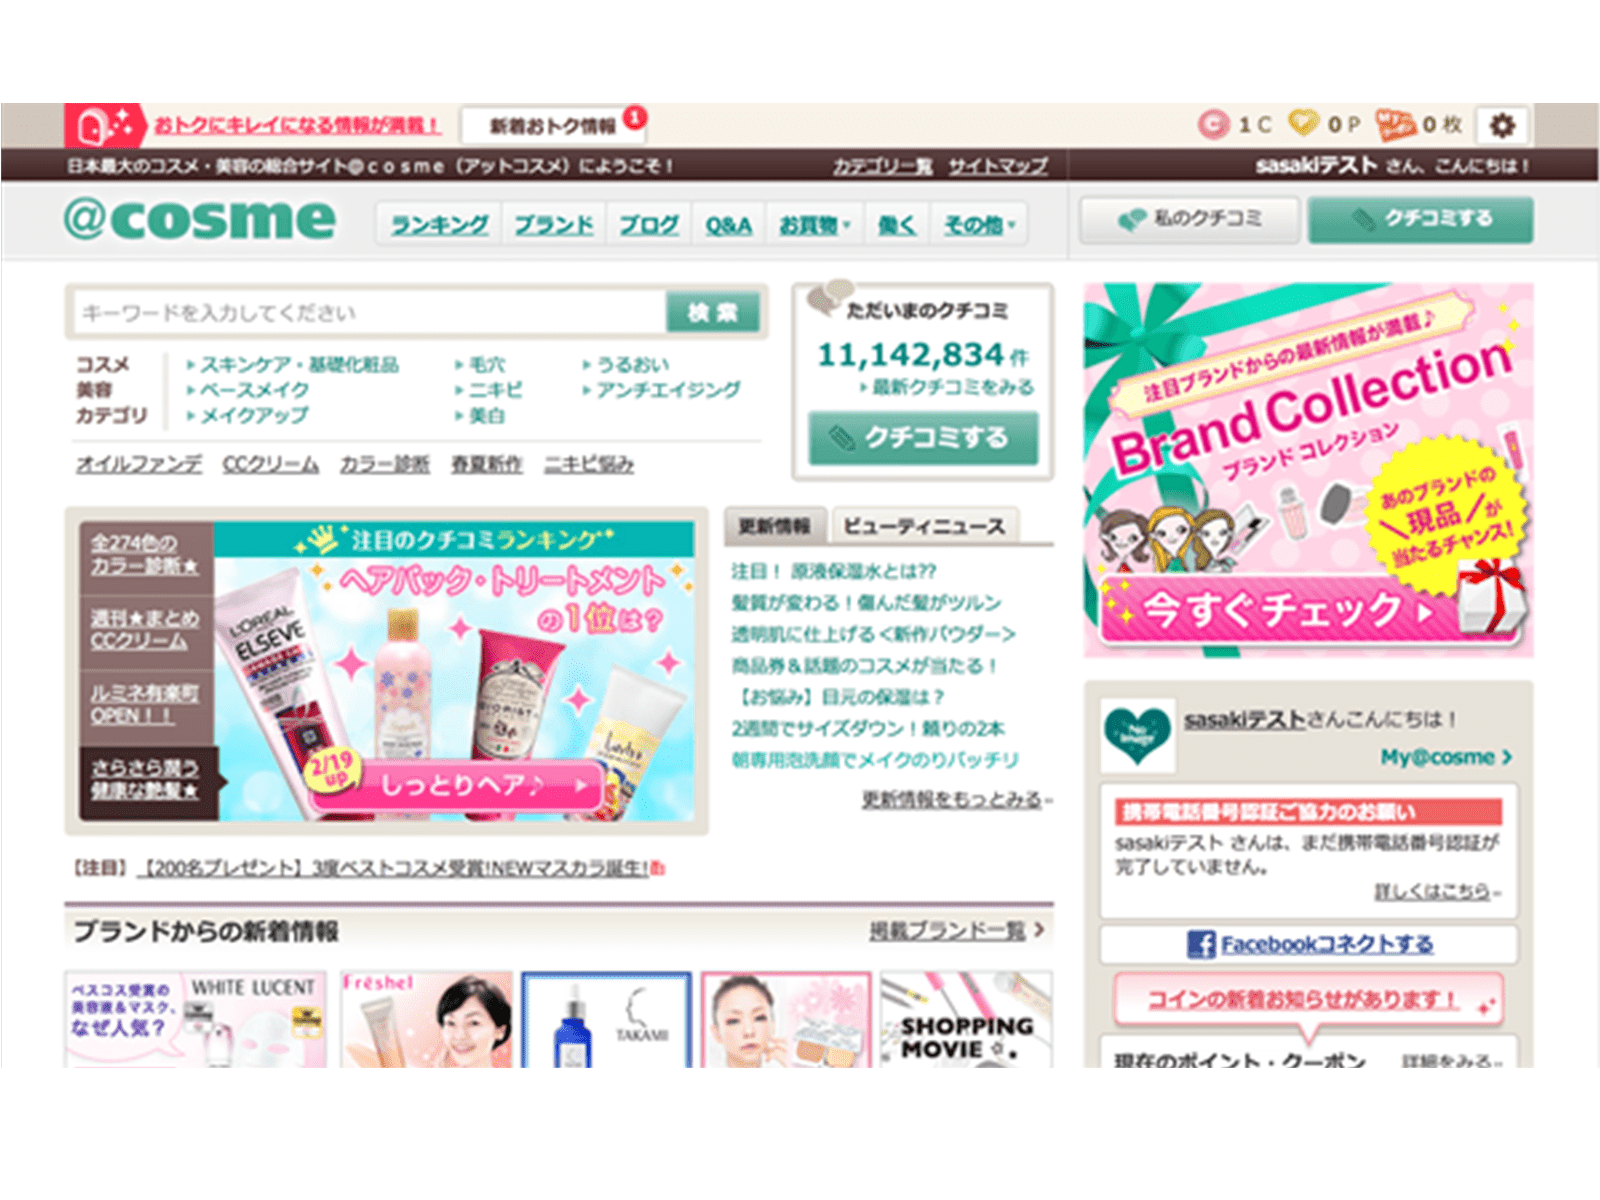 おトクにキレイになる情報が満載！
新着おトク情報
1
1 C
0 P
0 枚
日本最大のコスメ・美容の総合サイト@cosme（アットコスメ）にようこそ！
カテゴリ一覧 サイトマップ
sasakiテスト さん、こんにちは！
@cosme
ランキング ブランド ブログ Q&A お買物 働く その他
私のクチコミ
クチコミする
キーワードを入力してください
検索
コスメ
美容
カテゴリ
スキンケア・基礎化粧品
ベースメイク
メイクアップ
毛穴
ニキビ
美白
うるおい
アンチエイジング
オイルファンデ CCクリーム カラー診断 春夏新作 ニキビ悩み
ただいまのクチコミ
11,142,834 件
最新クチコミをみる
クチコミする
注目ブランドからの最新情報が満載♪
Brand Collection
ブランド コレクション
あのブランドの
現品が
当たるチャンス！
今すぐチェック
全274色の
カラー診断★
週刊★まとめ
CCクリーム
ルミネ有楽町
OPEN！！
さらさら潤う
健康な艶髪★
注目のクチコミランキング
ヘアパック・トリートメント
の1位は？
L'ORÉAL
ELSEVE
2/19
up
しっとりヘア♪
更新情報
ビューティニュース
注目！ 原液保湿水とは??
髪質が変わる！傷んだ髪がツルン
透明肌に仕上げる＜新作パウダー＞
商品券＆話題のコスメが当たる！
【お悩み】目元の保湿は？
2週間でサイズダウン！頼りの2本
朝専用泡洗顔でメイクのりバッチリ
更新情報をもっとみる
【注目】 【200名プレゼント】3度ベストコスメ受賞!NEWマスカラ誕生!
ブランドからの新着情報
掲載ブランド一覧
ベスコス受賞の
美容液＆マスク、
なぜ人気？
WHITE LUCENT
Fréshel
TAKAMI
SHOPPING
MOVIE
No
Image
sasakiテストさんこんにちは！
My@cosme
携帯電話番号認証ご協力のお願い
sasakiテスト さんは、まだ携帯電話番号認証が
完了していません。
詳しくはこちら
Facebookコネクトする
コインの新着お知らせがあります！
現在のポイント・クーポン
詳細をみる